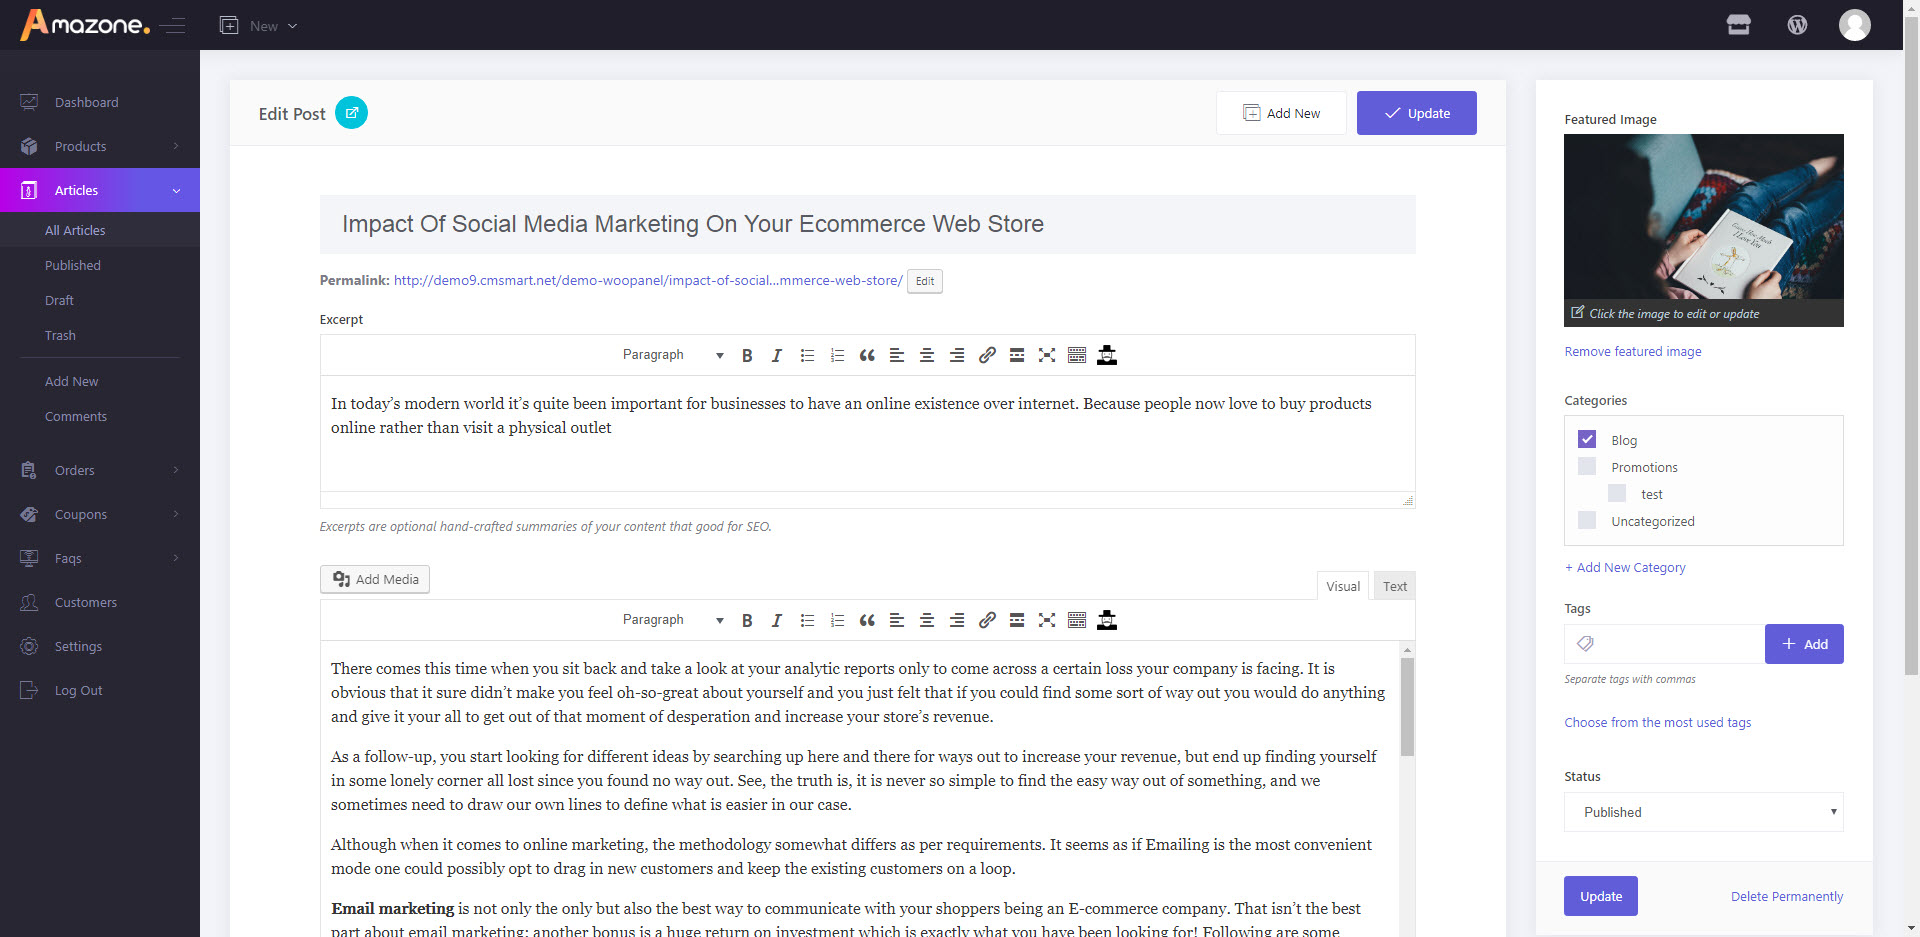 Amazone.
New
Dashboard
Products
Articles
All Articles
Published
Draft
Trash
Add New
Comments
Orders
Coupons
Faqs
Customers
Settings
Log Out
Edit Post
Add New
Update
Impact Of Social Media Marketing On Your Ecommerce Web Store
Permalink: http://demo9.cmsmart.net/demo-woopanel/impact-of-social...mmerce-web-store/ Edit
Excerpt
Paragraph
In today’s modern world it’s quite been important for businesses to have an online existence over internet. Because people now love to buy products
online rather than visit a physical outlet
Excerpts are optional hand-crafted summaries of your content that good for SEO.
Add Media
Visual
Text
Paragraph
There comes this time when you sit back and take a look at your analytic reports only to come across a certain loss your company is facing. It is
obvious that it sure didn’t make you feel oh-so-great about yourself and you just felt that if you could find some sort of way out you would do anything
and give it your all to get out of that moment of desperation and increase your store’s revenue.
As a follow-up, you start looking for different ideas by searching up here and there for ways out to increase your revenue, but end up finding yourself
in some lonely corner all lost since you found no way out. See, the truth is, it is never so simple to find the easy way out of something, and we
sometimes need to draw our own lines to define what is easier in our case.
Although when it comes to online marketing, the methodology somewhat differs as per requirements. It seems as if Emailing is the most convenient
mode one could possibly opt to drag in new customers and keep the existing customers on a loop.
Email marketing is not only the only but also the best way to communicate with your shoppers being an E-commerce company. That isn’t the best
part about email marketing; another bonus is a huge return on investment which is exactly what you have been looking for! Following are some
Featured Image
Guess How Much
I Love You
Click the image to edit or update
Remove featured image
Categories
Blog
Promotions
test
Uncategorized
+ Add New Category
Tags
Add
Separate tags with commas
Choose from the most used tags
Status
Published
Update
Delete Permanently